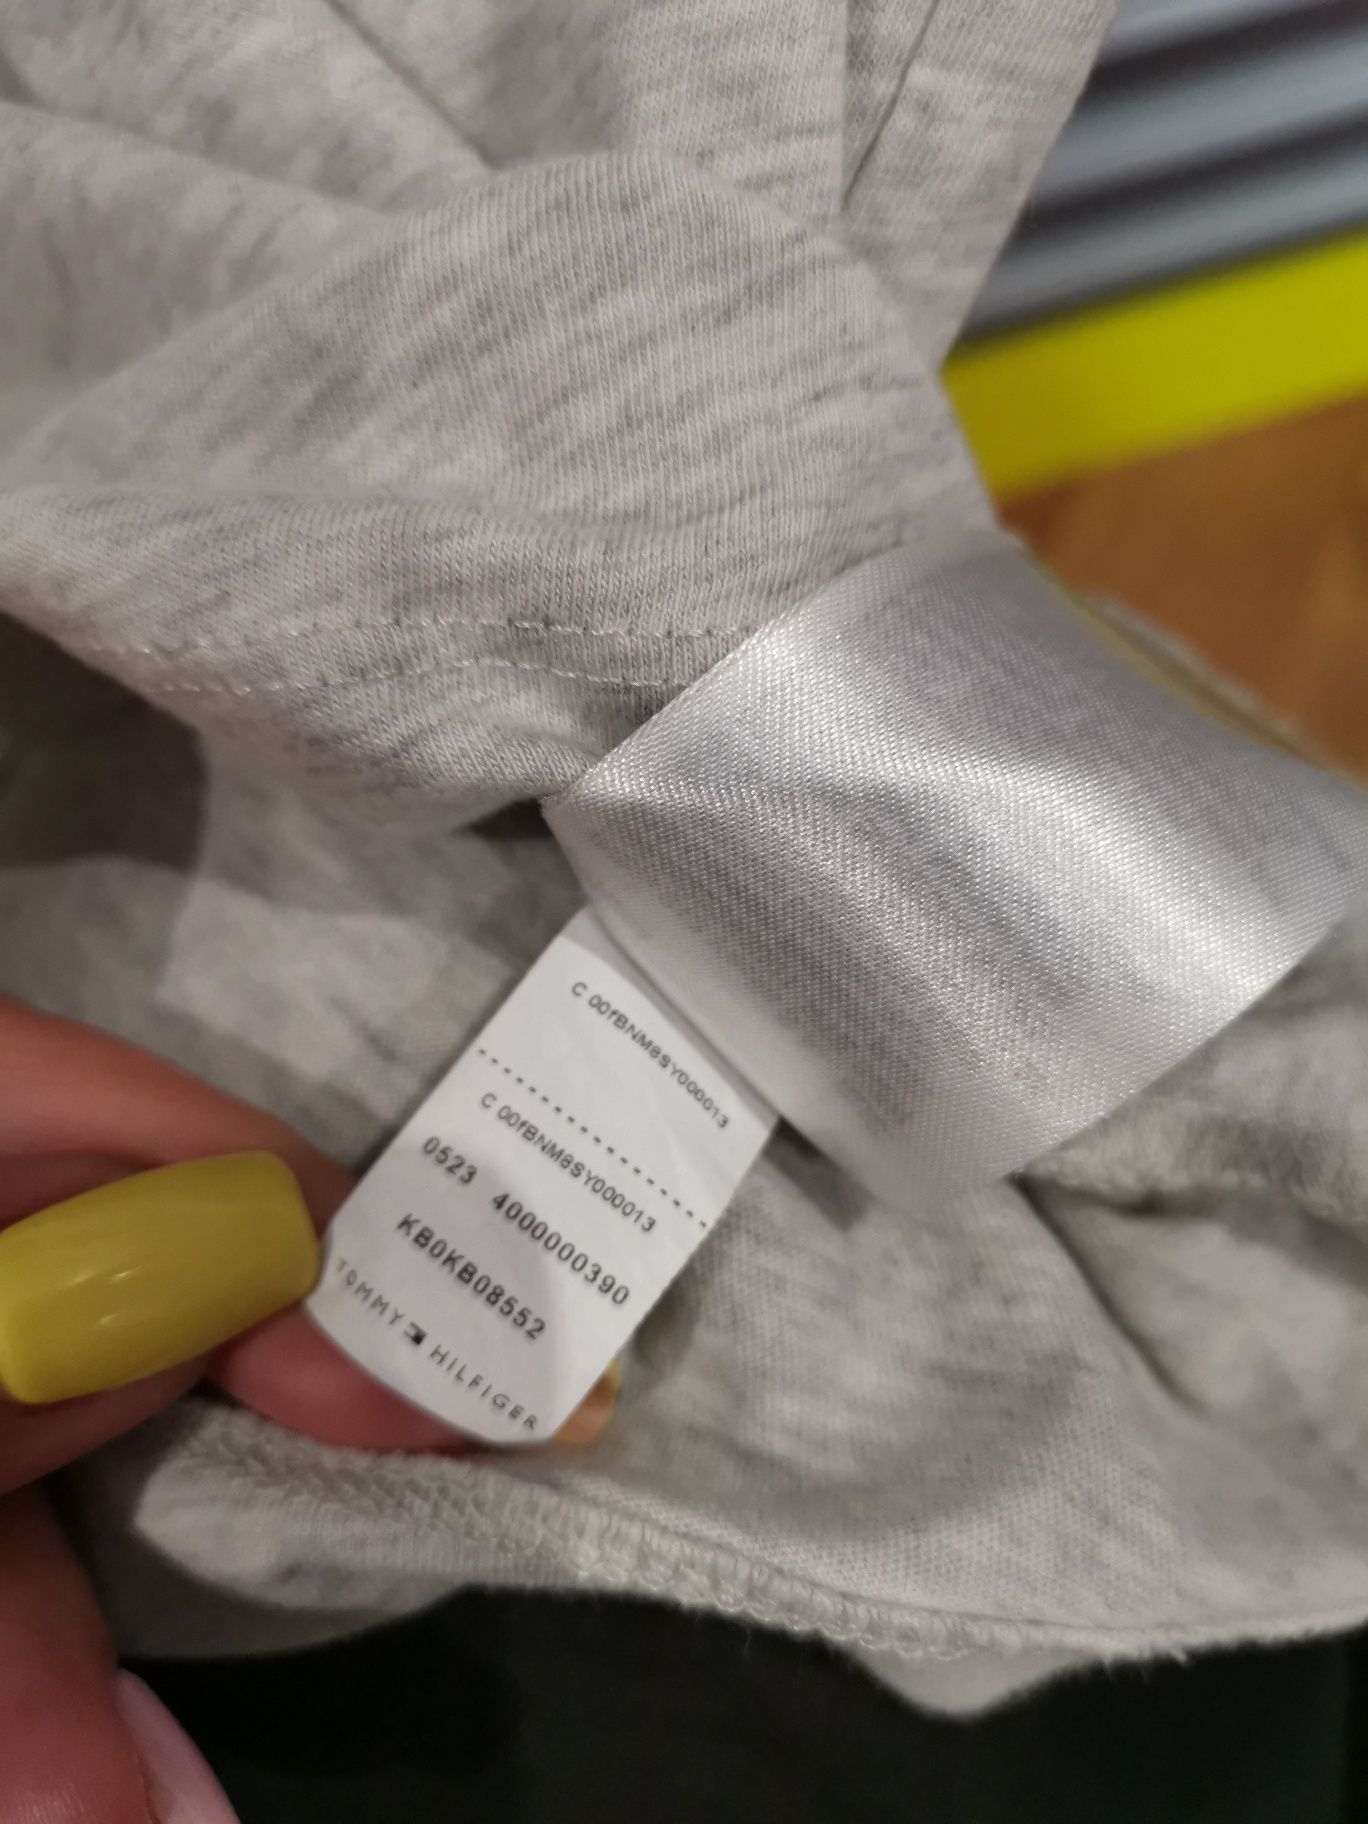 C 00fBNM8SY000013
C 00fBNM8SY000013
0523 4000000390
KB0KB08552
TOMMY HILFIGER